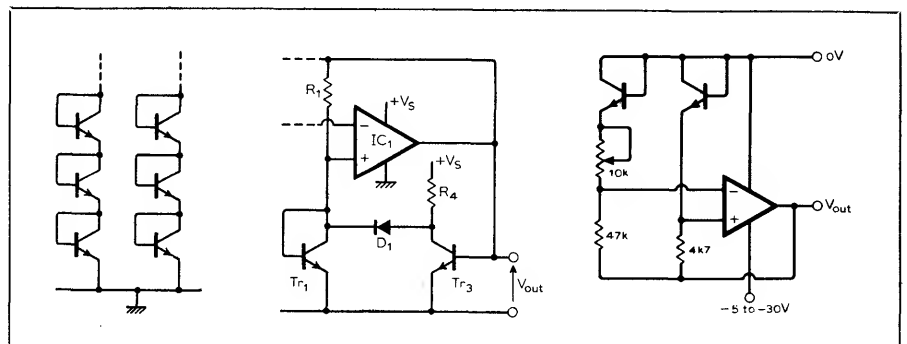 R1
+VS
IC1
−
+
+VS
R4
D1
Tr1
Tr3
Vout
0V
10k
−
+
Vout
47k
4k7
−5 to −30V